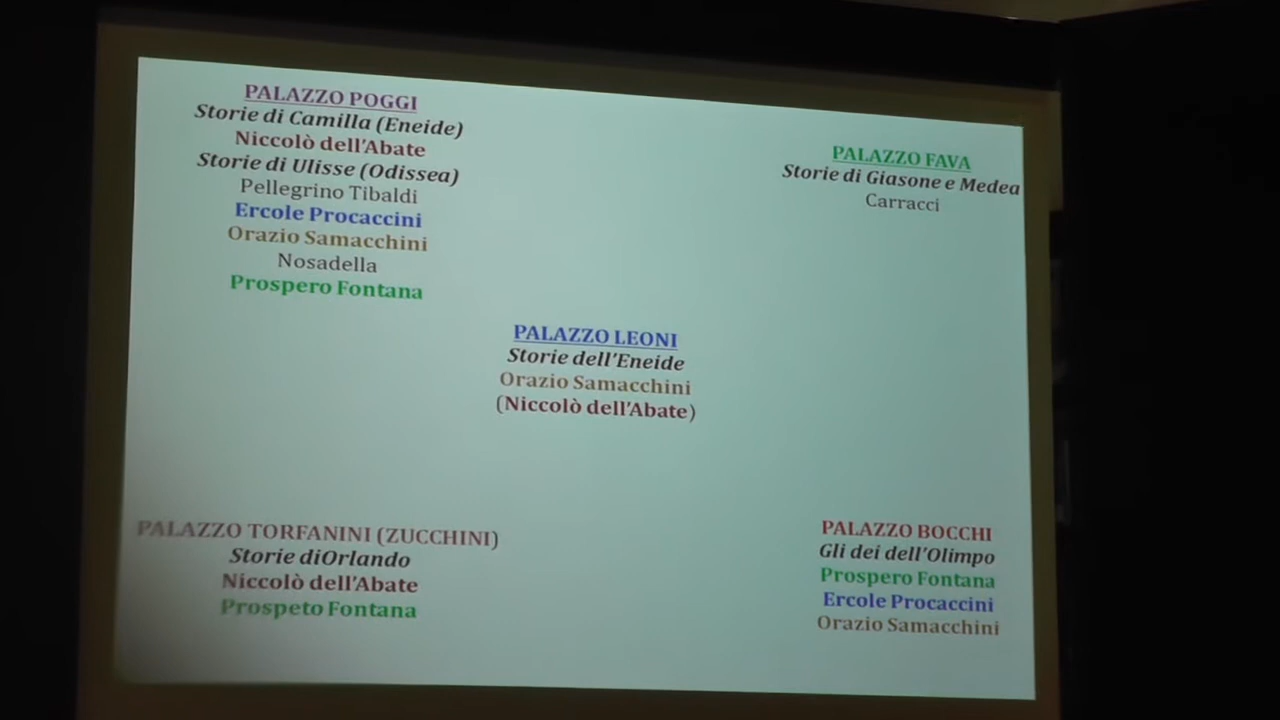 PALAZZO POGGI
Storie di Camilla (Eneide)
Niccolò dell'Abate
Storie di Ulisse (Odissea)
Pellegrino Tibaldi
Ercole Procaccini
Orazio Samacchini
Nosadella
Prospero Fontana
PALAZZO FAVA
Storie di Giasone e Medea
Carracci
PALAZZO LEONI
Storie dell'Eneide
Orazio Samacchini
(Niccolò dell'Abate)
PALAZZO TORFANINI (ZUCCHINI)
Storie diOrlando
Niccolò dell'Abate
Prospeto Fontana
PALAZZO BOCCHI
Gli dei dell'Olimpo
Prospero Fontana
Ercole Procaccini
Orazio Samacchini